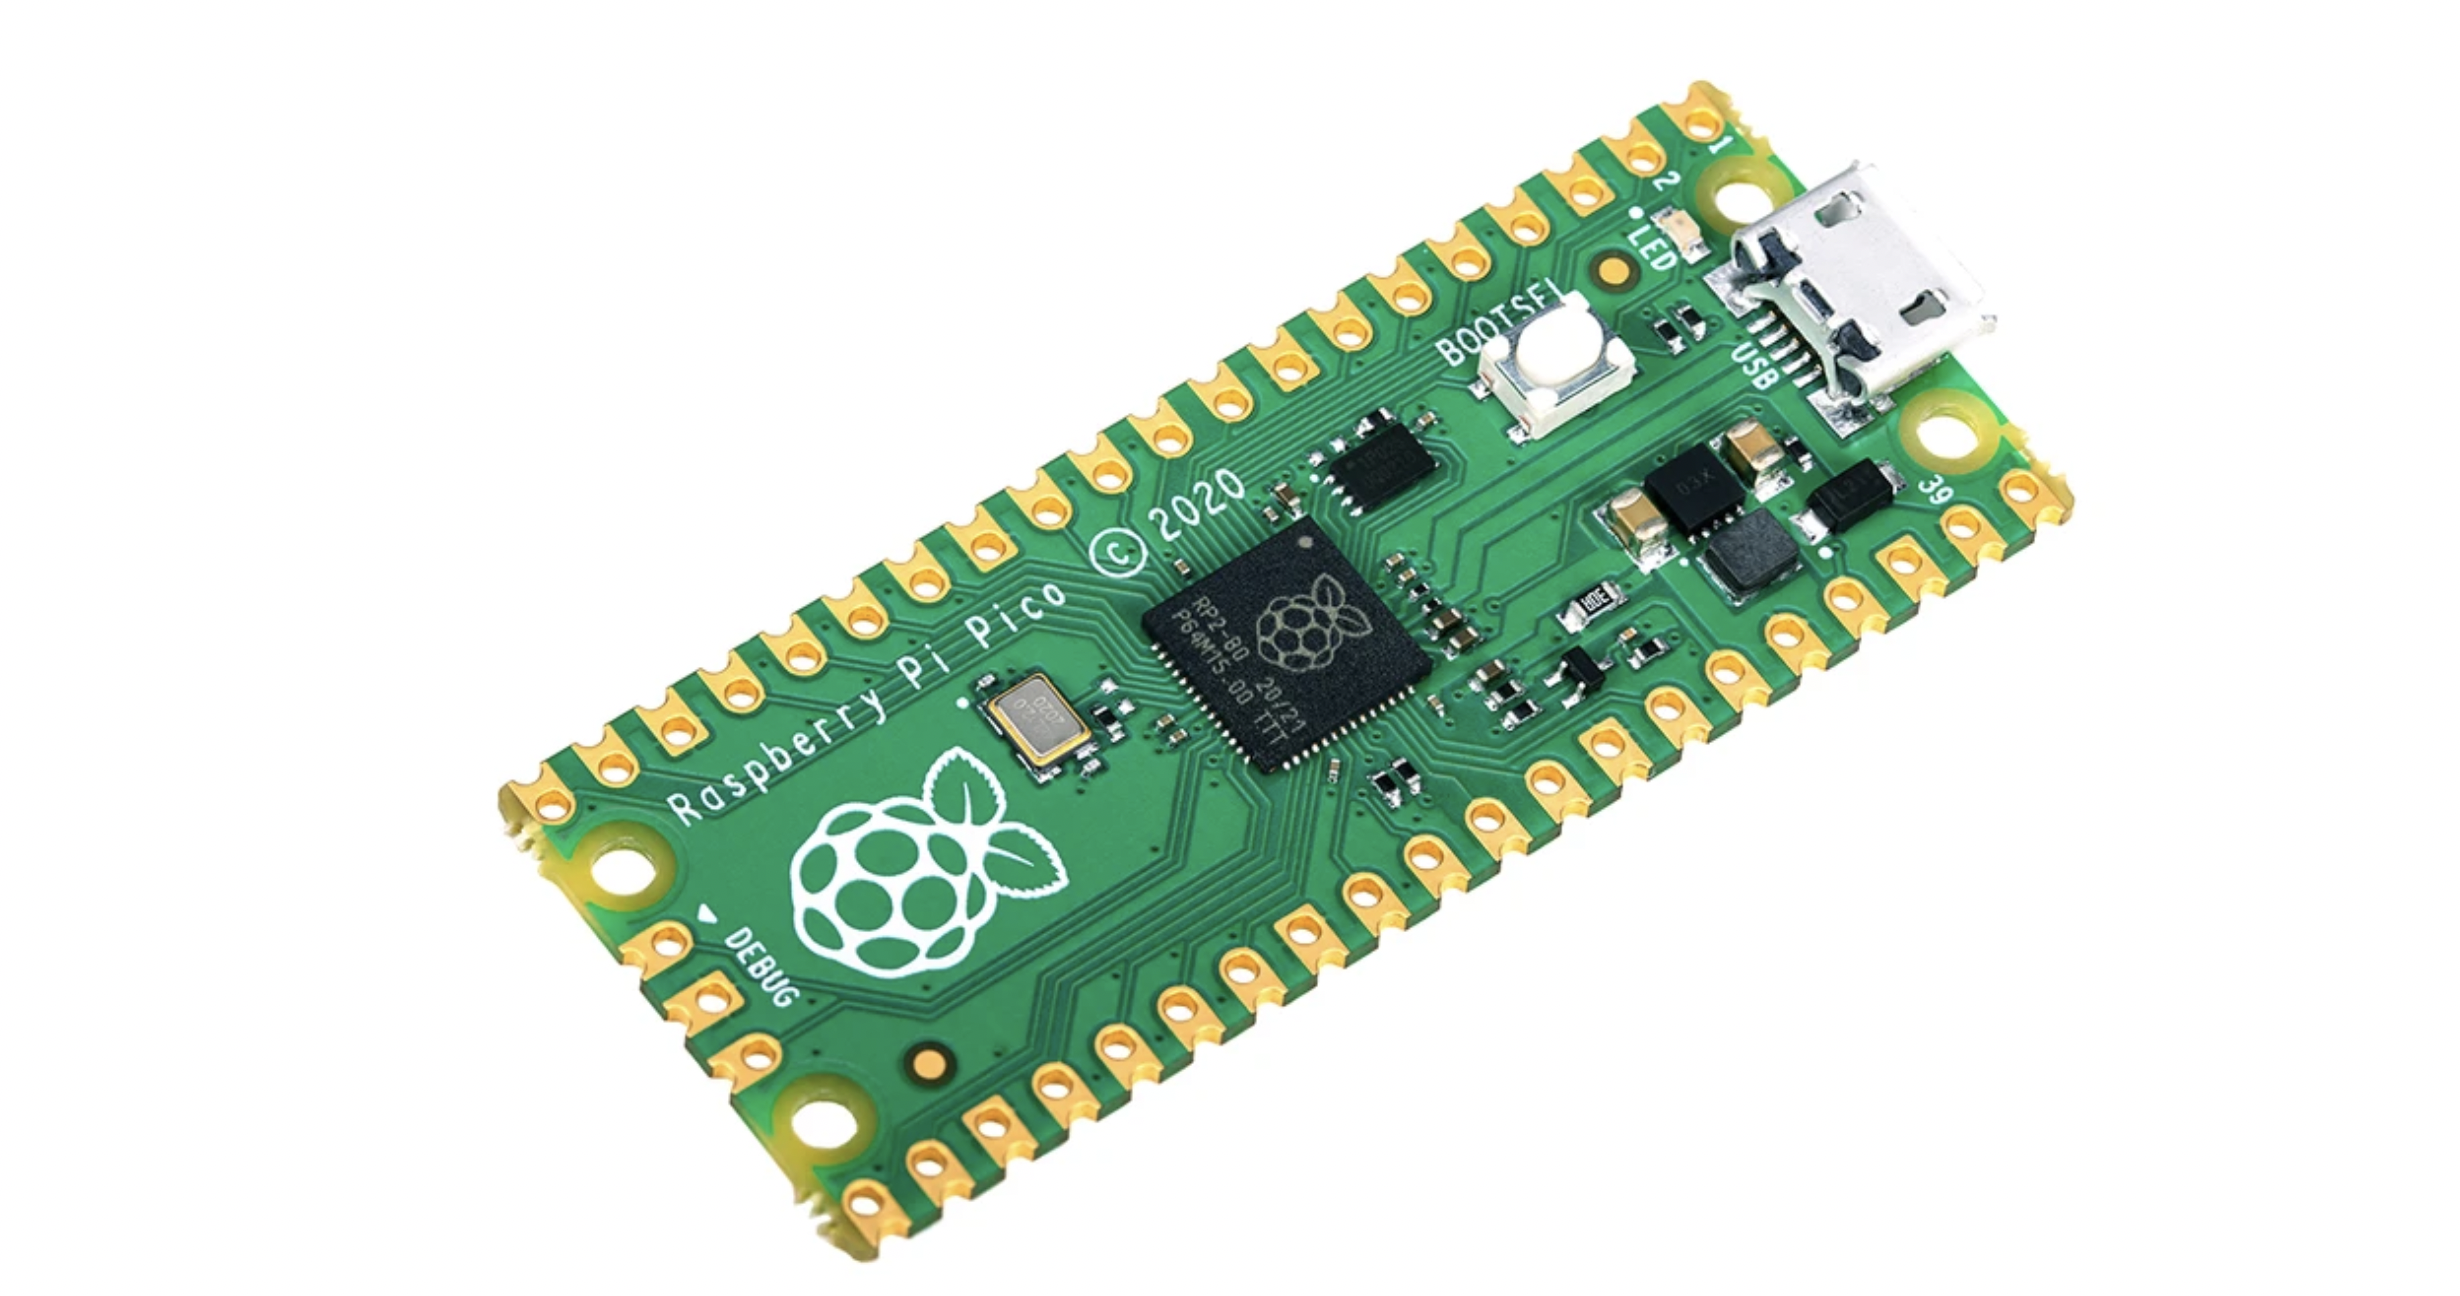 1
2
LED
BOOTSEL
USB
39
Raspberry Pi Pico © 2020
RP2-B0 20/21
P64M15.00 TTT
DEBUG